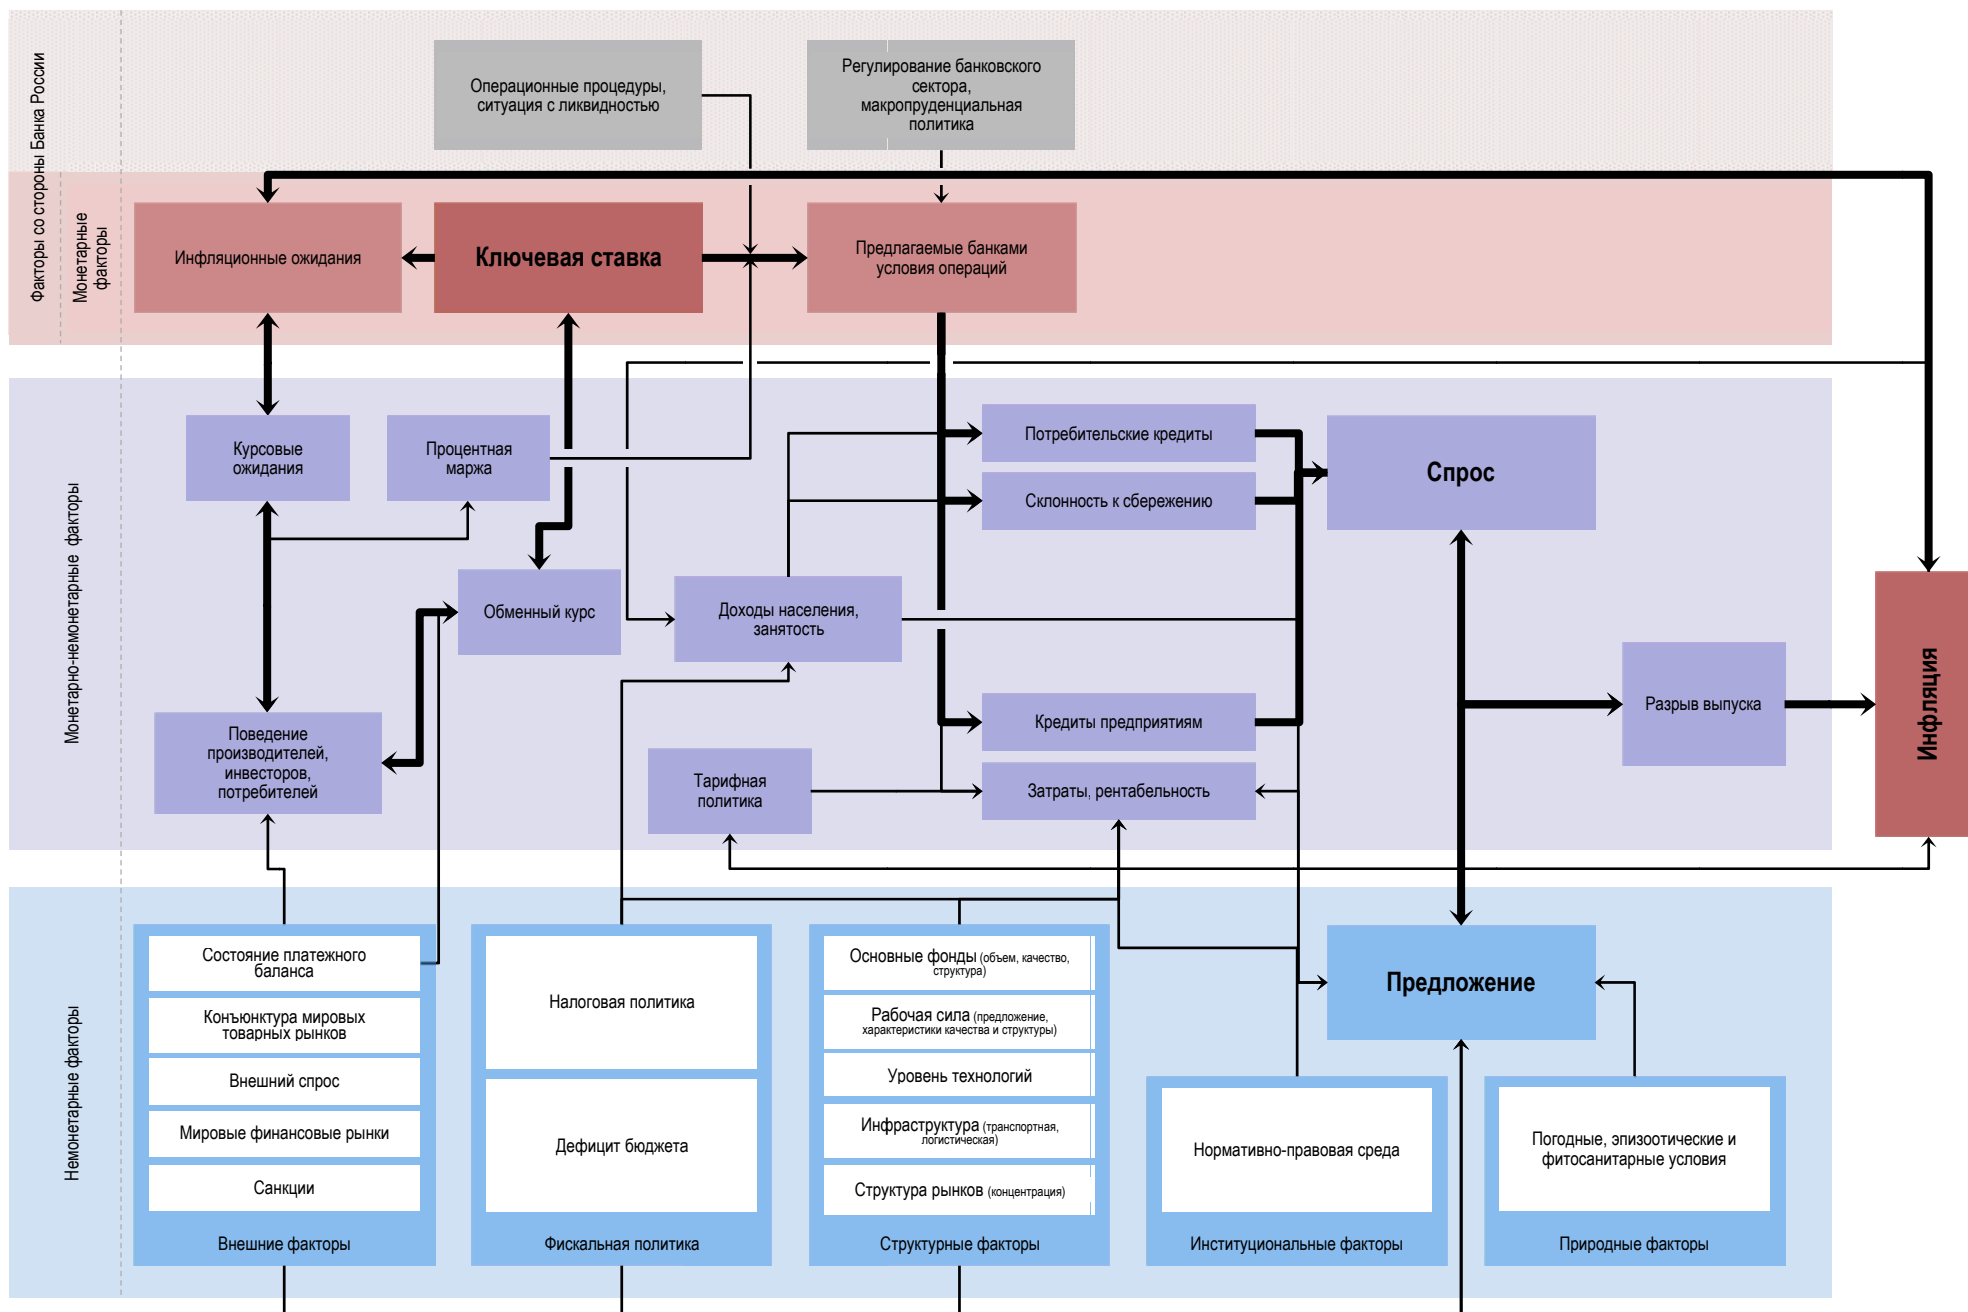 Факторы со стороны Банка России
Операционные процедуры,
ситуация с ликвидностью
Регулирование банковского
сектора,
макропруденциальная
политика
Монетарные
факторы
Инфляционные ожидания
Ключевая ставка
Предлагаемые банками
условия операций
Монетарно-немонетарные факторы
Курсовые
ожидания
Процентная
маржа
Потребительские кредиты
Склонность к сбережению
Спрос
Обменный курс
Доходы населения,
занятость
Поведение
производителей,
инвесторов,
потребителей
Кредиты предприятиям
Тарифная
политика
Затраты, рентабельность
Разрыв выпуска
Инфляция
Немонетарные факторы
Состояние платежного
баланса
Конъюнктура мировых
товарных рынков
Внешний спрос
Мировые финансовые рынки
Санкции
Внешние факторы
Налоговая политика
Дефицит бюджета
Фискальная политика
Основные фонды (объем, качество,
структура)
Рабочая сила (предложение,
характеристики качества и структуры)
Уровень технологий
Инфраструктура (транспортная,
логистическая)
Структура рынков (концентрация)
Структурные факторы
Предложение
Нормативно-правовая среда
Институциональные факторы
Погодные, эпизоотические и
фитосанитарные условия
Природные факторы